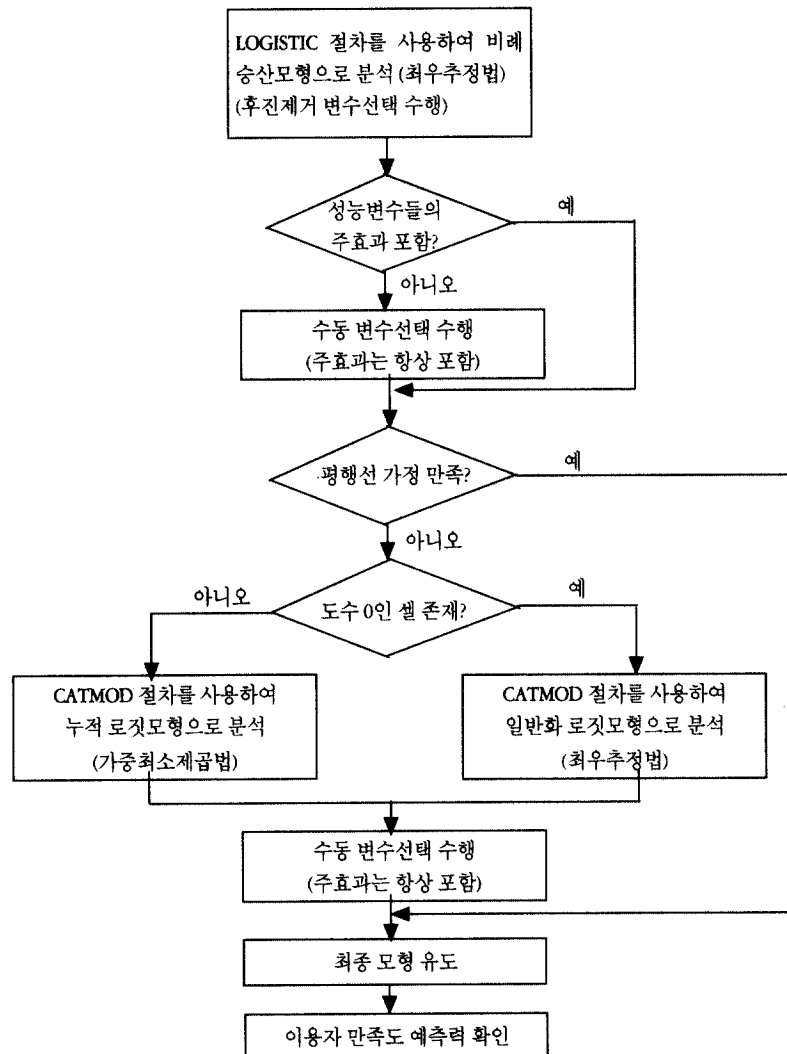 LOGISTIC 절차를 사용하여 비례
승산모형으로 분석 (최우추정법)
(후진제거 변수선택 수행)
성능변수들의
주효과 포함?
예
아니오
수동 변수선택 수행
(주효과는 항상 포함)
평행선 가정 만족?
예
아니오
도수 0인 셀 존재?
아니오
예
CATMOD 절차를 사용하여
누적 로짓모형으로 분석
(가중최소제곱법)
CATMOD 절차를 사용하여
일반화 로짓모형으로 분석
(최우추정법)
수동 변수선택 수행
(주효과는 항상 포함)
최종 모형 유도
이용자 만족도 예측력 확인